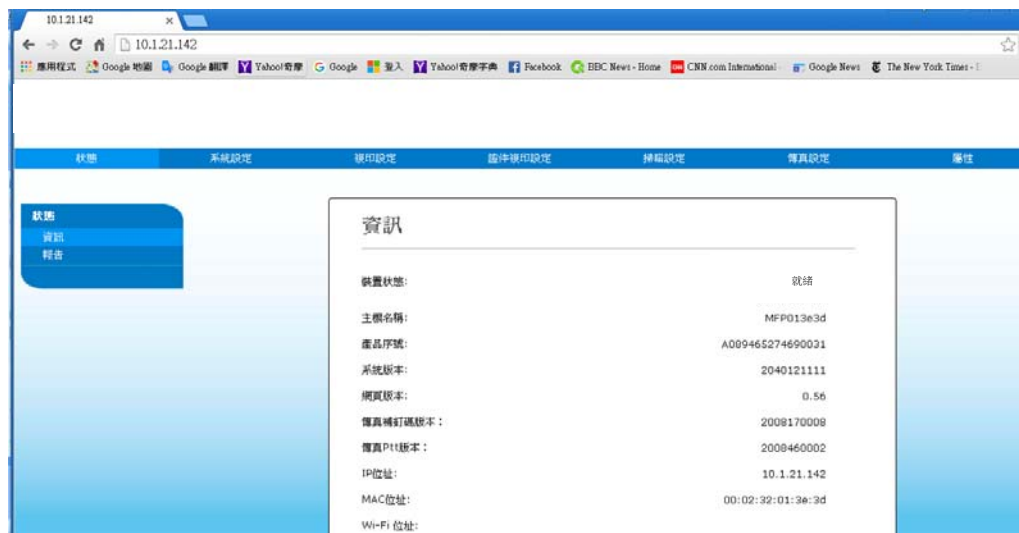 10.1.21.142
10.1.21.142
應用程式 Google 地圖 Google 翻譯 Yahoo!奇摩 Google 登入 Yahoo!奇摩字典 Facebook BBC News - Home CNN.com International - Google News The New York Times -
狀態 系統設定 複印設定 證件複印設定 掃描設定 傳真設定 屬性
狀態
資訊
報告
資訊
裝置狀態: 就緒
主機名稱: MFP013e3d
產品序號: A089465274690031
系統版本: 2040121111
網頁版本: 0.56
傳真補釘碼版本： 2008170008
傳真Ptt版本： 2008460002
IP位址: 10.1.21.142
MAC位址: 00:02:32:01:3e:3d
Wi-Fi 位址: